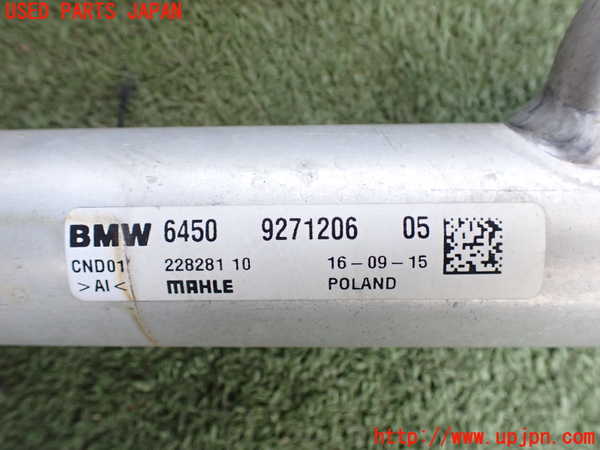 USED PARTS JAPAN
BMW 6450 9271206 05
CND01 228281 10 16-09-15
>Al< MAHLE POLAND
http://www.upjpn.com/